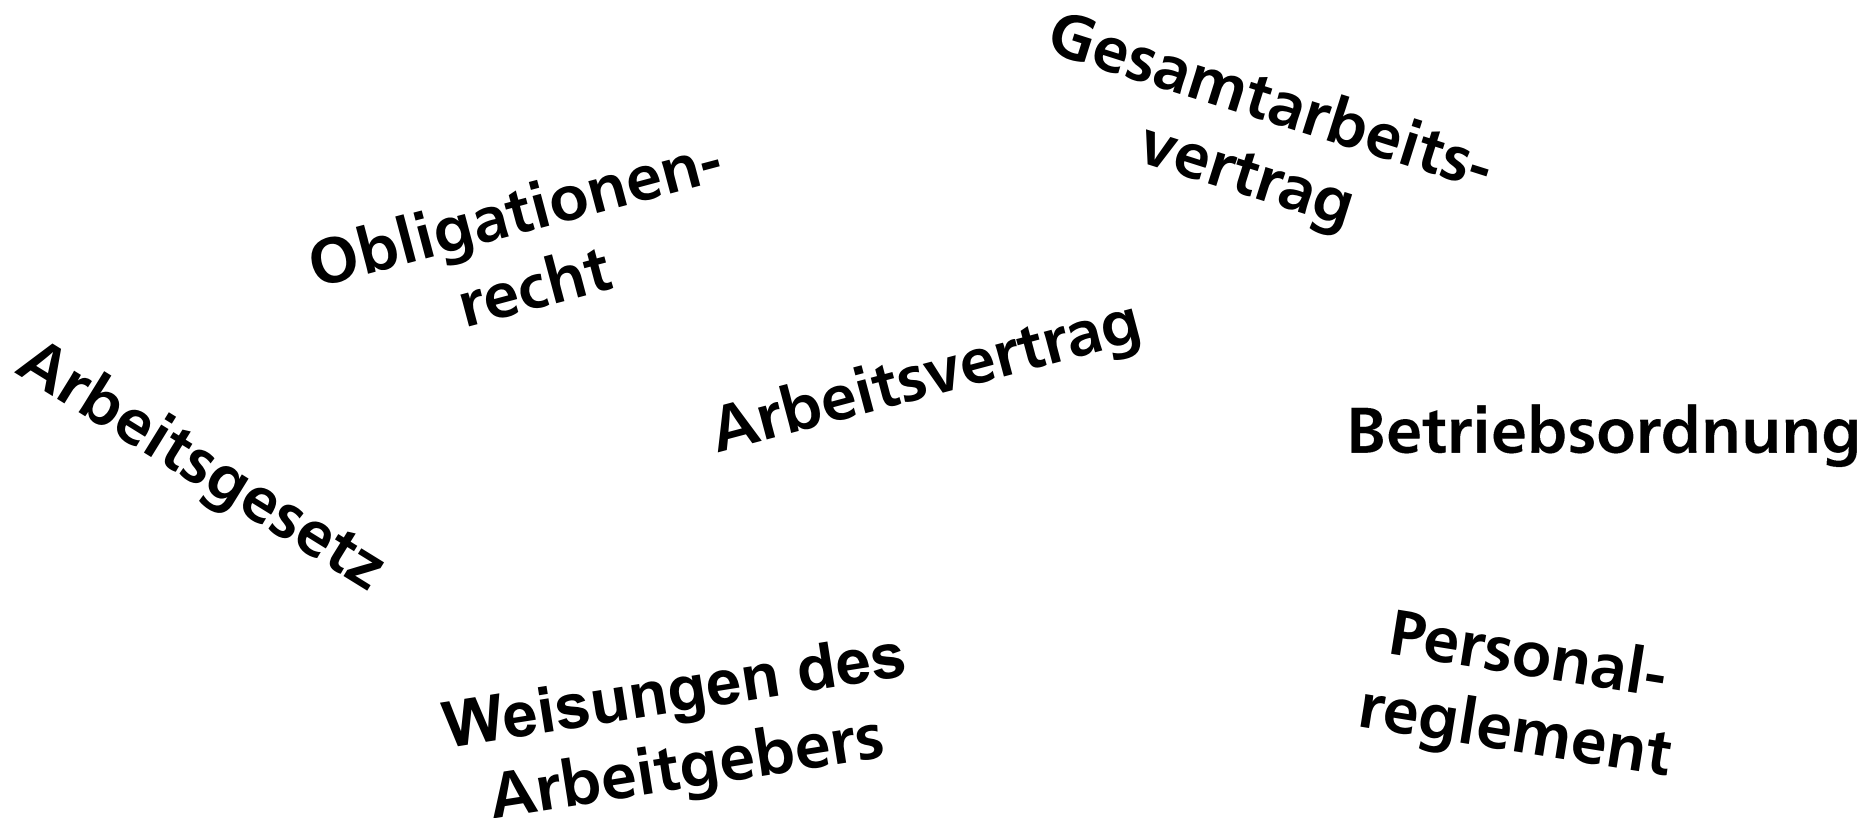 Gesamtarbeits-
vertrag
Obligationen-
recht
Arbeitsvertrag
Arbeitsgesetz
Betriebsordnung
Weisungen des
Arbeitgebers
Personal-
reglement